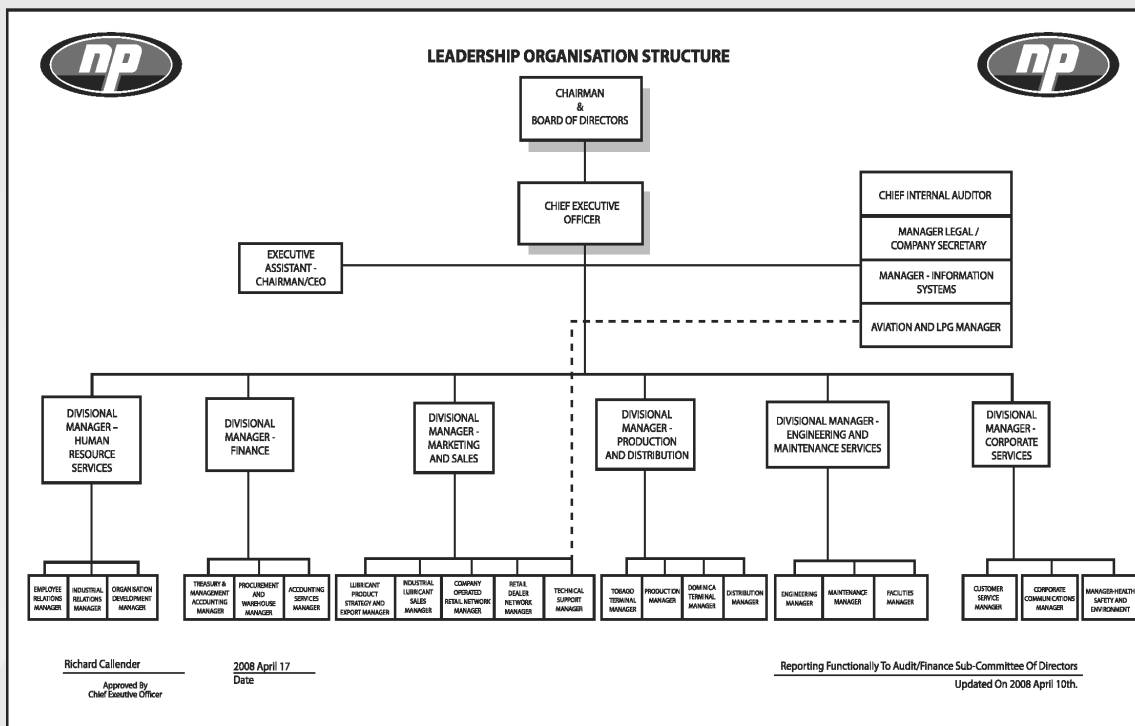 np
LEADERSHIP ORGANISATION STRUCTURE
np
CHAIRMAN
&
BOARD OF DIRECTORS
CHIEF EXECUTIVE
OFFICER
EXECUTIVE
ASSISTANT -
CHAIRMAN/CEO
CHIEF INTERNAL AUDITOR
MANAGER LEGAL /
COMPANY SECRETARY
MANAGER - INFORMATION
SYSTEMS
AVIATION AND LPG MANAGER
DIVISIONAL
MANAGER –
HUMAN
RESOURCE
SERVICES
DIVISIONAL
MANAGER -
FINANCE
DIVISIONAL
MANAGER -
MARKETING
AND SALES
DIVISIONAL
MANAGER -
PRODUCTION
AND DISTRIBUTION
DIVISIONAL MANAGER -
ENGINEERING AND
MAINTENANCE SERVICES
DIVISIONAL
MANAGER -
CORPORATE
SERVICES
EMPLOYEE
RELATIONS
MANAGER
INDUSTRIAL
RELATIONS
MANAGER
ORGANISATION
DEVELOPMENT
MANAGER
TREASURY &
MANAGEMENT
ACCOUNTING
MANAGER
PROCUREMENT
AND
WAREHOUSE
MANAGER
ACCOUNTING
SERVICES
MANAGER
LUBRICANT
PRODUCT
STRATEGY AND
EXPORT MANAGER
INDUSTRIAL
LUBRICANT
SALES
MANAGER
COMPANY
OPERATED
RETAIL NETWORK
MANAGER
RETAIL
DEALER
NETWORK
MANAGER
TECHNICAL
SUPPORT
MANAGER
TOBAGO
TERMINAL
MANAGER
PRODUCTION
MANAGER
DOMINICA
TERMINAL
MANAGER
DISTRIBUTION
MANAGER
ENGINEERING
MANAGER
MAINTENANCE
MANAGER
FACILITIES
MANAGER
CUSTOMER
SERVICE
MANAGER
CORPORATE
COMMUNICATIONS
MANAGER
MANAGER-HEALTH
SAFETY AND
ENVIRONMENT
Richard Callender
Approved By
Chief Exeutive Officer
2008 April 17
Date
Reporting Functionally To Audit/Finance Sub-Committee Of Directors
Updated On 2008 April 10th.